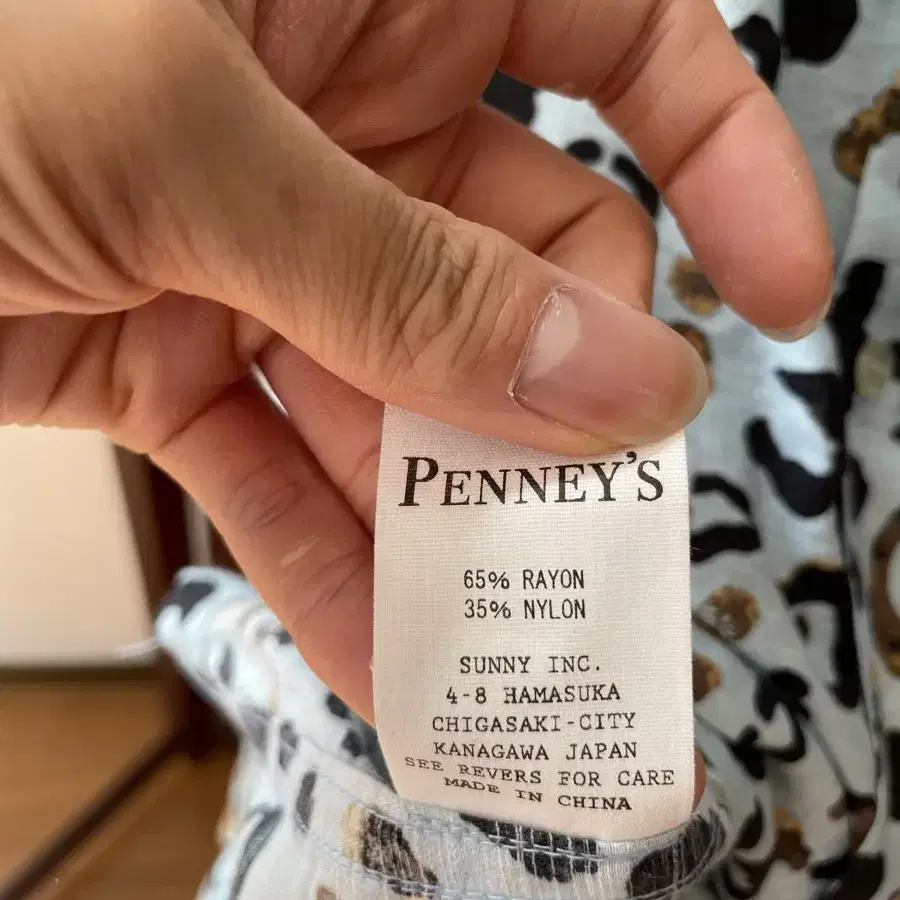 PENNEY'S
65% RAYON
35% NYLON
SUNNY INC.
4-8 HAMASUKA
CHIGASAKI-CITY
KANAGAWA JAPAN
SEE REVERS FOR CARE
MADE IN CHINA